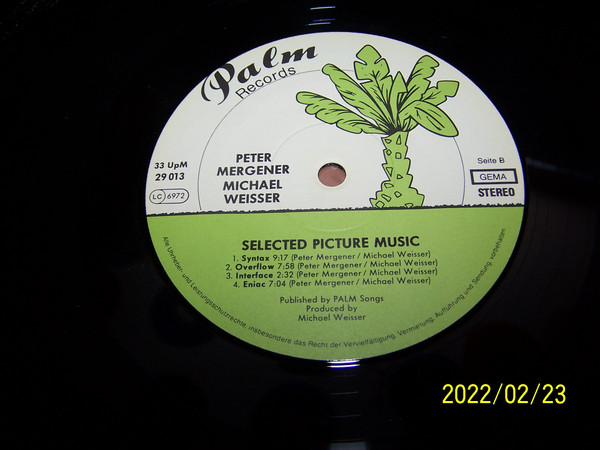 Palm
Records
PETER
MERGENER
MICHAEL
WEISSER
33 UpM
29 013
LC 6972
Seite B
GEMA
STEREO
SELECTED PICTURE MUSIC
1. Syntax 9:17 (Peter Mergener / Michael Weisser)
2. Overflow 7:58 (Peter Mergener / Michael Weisser)
3. Interface 2:32 (Peter Mergener / Michael Weisser)
4. Eniac 7:04 (Peter Mergener / Michael Weisser)
Published by PALM Songs
Produced by
Michael Weisser
Alle Urheber- und Leistungsschutzrechte, insbesondere das Recht der Vervielfältigung, Vermietung, Aufführung und Sendung, vorbehalten
2022/02/23